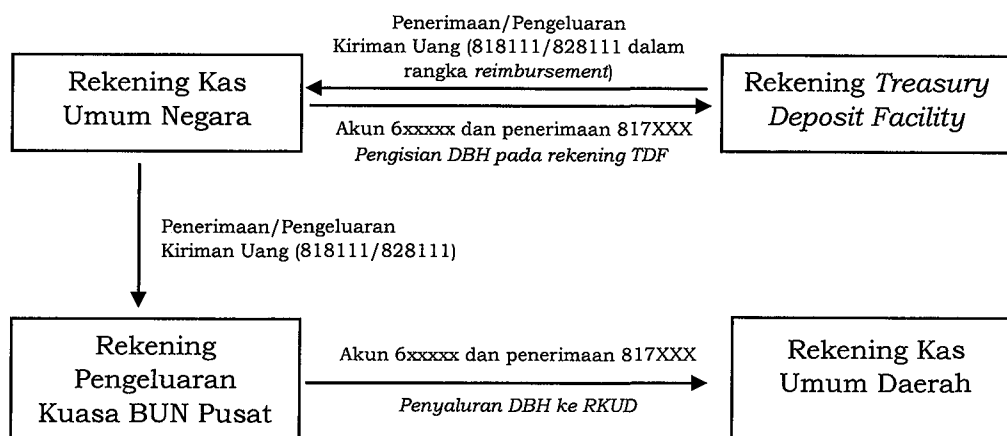 Penerimaan/Pengeluaran
Kiriman Uang (818111/828111 dalam
rangka reimbursement)
Rekening Kas
Umum Negara
Rekening Treasury
Deposit Facility
Akun 6xxxxx dan penerimaan 817XXX
Pengisian DBH pada rekening TDF
Penerimaan/Pengeluaran
Kiriman Uang (818111/828111)
Rekening
Pengeluaran
Kuasa BUN Pusat
Akun 6xxxxx dan penerimaan 817XXX
Penyaluran DBH ke RKUD
Rekening Kas
Umum Daerah